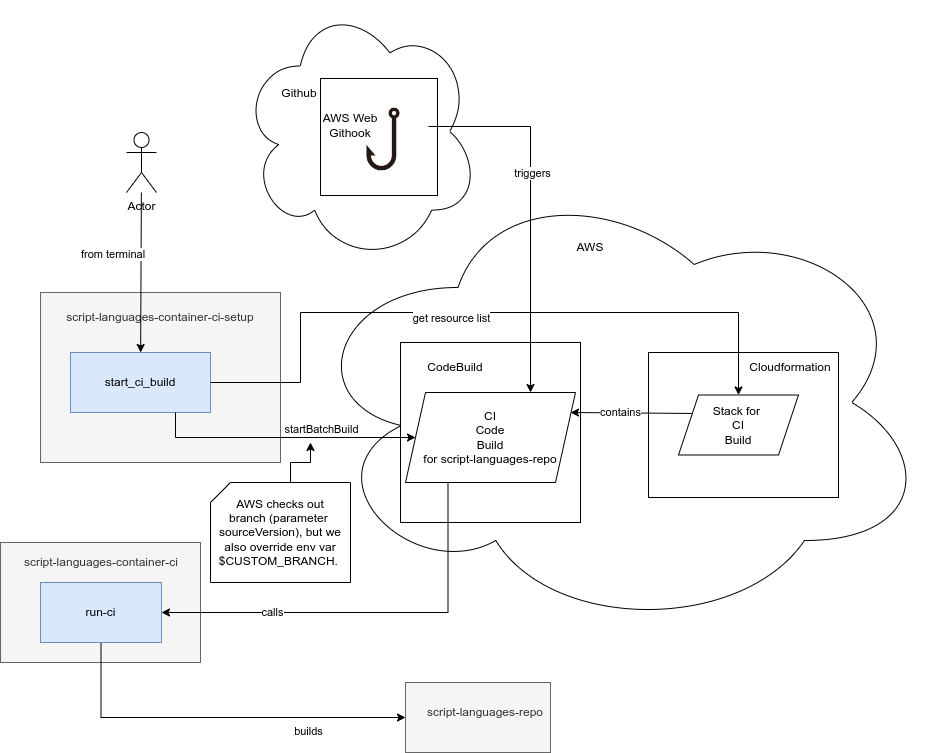 Github
AWS Web
Githook
triggers
Actor
from terminal
AWS
script-languages-container-ci-setup
start_ci_build
get resource list
CodeBuild
Cloudformation
CI
Code
Build
for script-languages-repo
contains
Stack for
CI
Build
startBatchBuild
AWS checks out
branch (parameter
sourceVersion), but we
also override env var
$CUSTOM_BRANCH.
script-languages-container-ci
run-ci
calls
builds
script-languages-repo